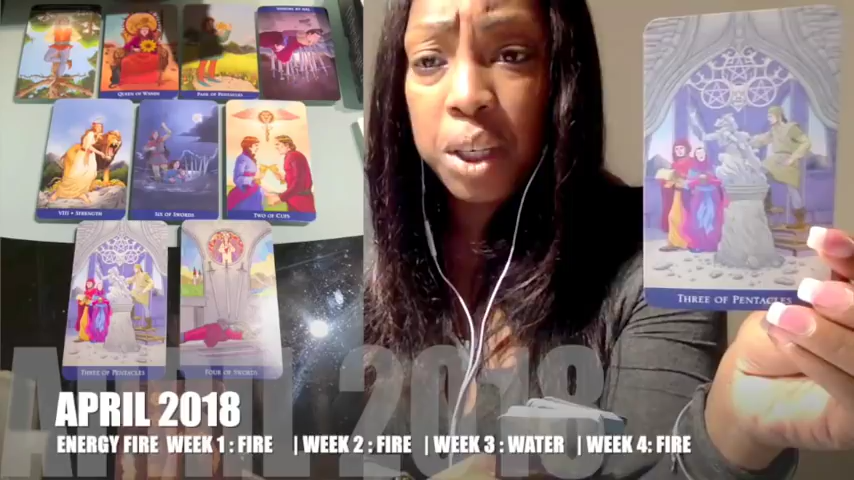 QUEEN OF WANDS
PAGE OF PENTACLES
VIII • STRENGTH
SIX OF SWORDS
TWO OF CUPS
THREE OF PENTACLES
FOUR OF SWORDS
THREE OF PENTACLES
APRIL 2018
APRIL 2018
ENERGY FIRE WEEK 1 : FIRE | WEEK 2 : FIRE | WEEK 3 : WATER | WEEK 4: FIRE